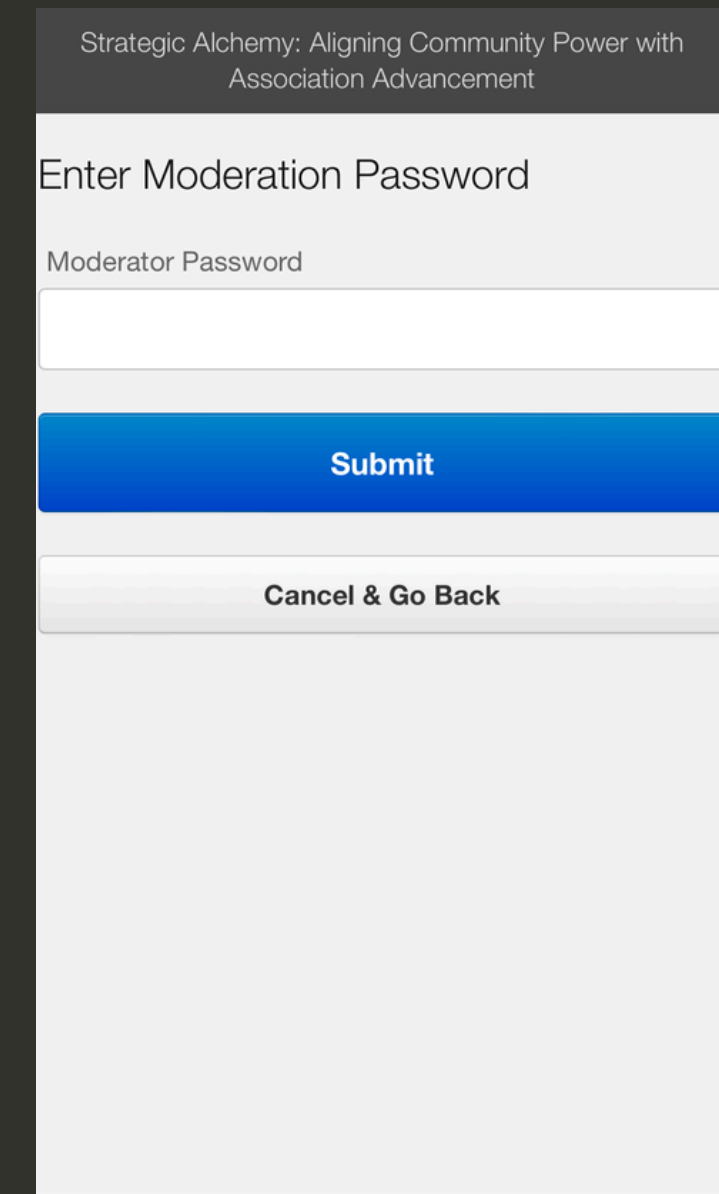 Strategic Alchemy: Aligning Community Power with
Association Advancement
Enter Moderation Password
Moderator Password
Submit
Cancel & Go Back